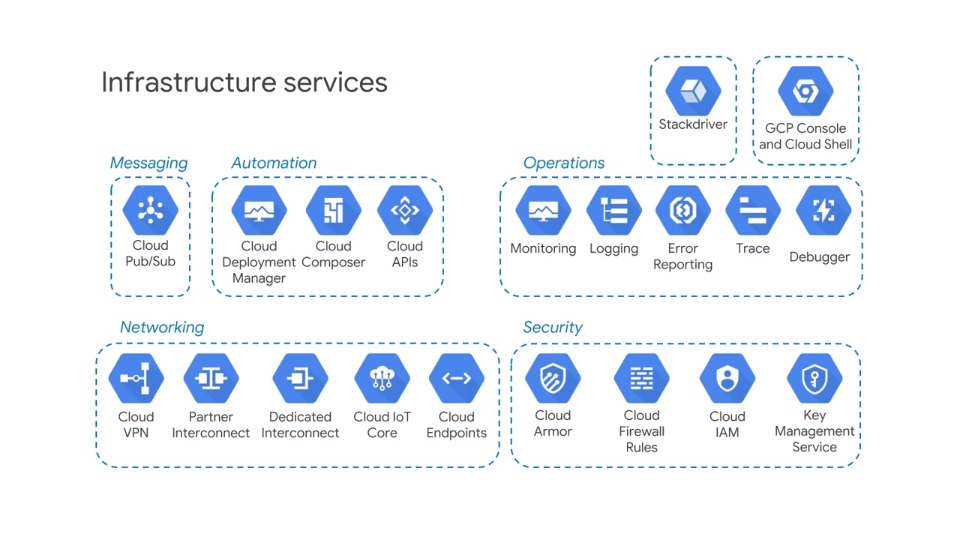 Infrastructure services
Stackdriver
GCP Console
and Cloud Shell
Messaging
Cloud
Pub/Sub
Automation
Cloud
Deployment
Manager
Cloud
Composer
Cloud
APIs
Operations
Monitoring
Logging
Error
Reporting
Trace
Debugger
Networking
Cloud
VPN
Partner
Interconnect
Dedicated
Interconnect
Cloud IoT
Core
Cloud
Endpoints
Security
Cloud
Armor
Cloud
Firewall
Rules
Cloud
IAM
Key
Management
Service